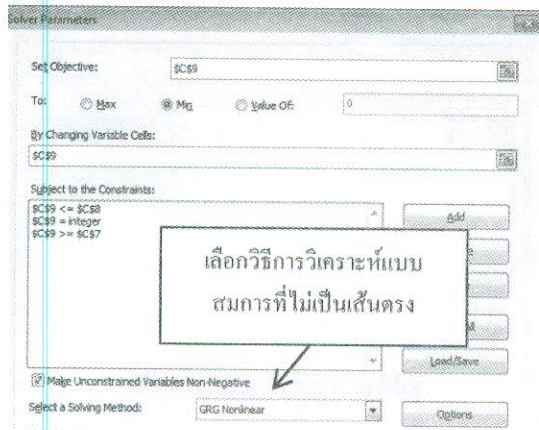 Solver Parameters
Set Objective: $C$9
To: Max Min Value Of: 0
By Changing Variable Cells:
$C$9
Subject to the Constraints:
$C$9 <= $C$8
$C$9 = integer
$C$9 >= $C$7
Add
เลือกวิธีการวิเคราะห์แบบ
สมการที่ไม่เป็นเส้นตรง
Load/Save
Make Unconstrained Variables Non-Negative
Select a Solving Method: GRG Nonlinear
Options